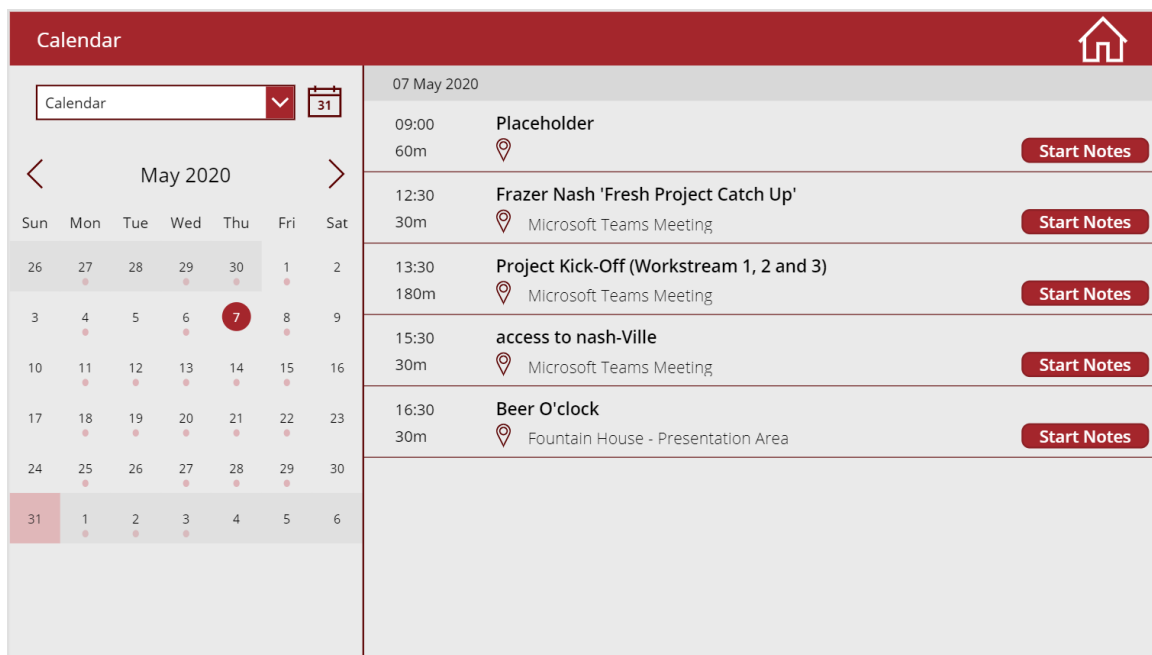 Calendar
Calendar
31
May 2020
Sun Mon Tue Wed Thu Fri Sat
26 27 28 29 30 1 2
3 4 5 6 7 8 9
10 11 12 13 14 15 16
17 18 19 20 21 22 23
24 25 26 27 28 29 30
31 1 2 3 4 5 6
07 May 2020
09:00 Placeholder
60m Start Notes
12:30 Frazer Nash 'Fresh Project Catch Up'
30m Microsoft Teams Meeting Start Notes
13:30 Project Kick-Off (Workstream 1, 2 and 3)
180m Microsoft Teams Meeting Start Notes
15:30 access to nash-Ville
30m Microsoft Teams Meeting Start Notes
16:30 Beer O'clock
30m Fountain House - Presentation Area Start Notes